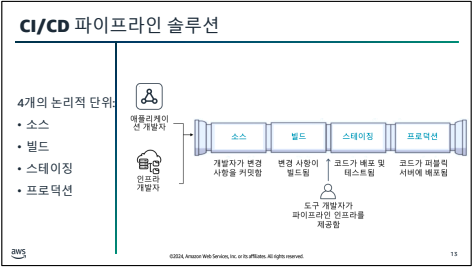 CI/CD 파이프라인 솔루션
4개의 논리적 단위:
• 소스
• 빌드
• 스테이징
• 프로덕션
애플리케이
션 개발자
인프라
개발자
소스
빌드
스테이징
프로덕션
개발자가 변경
사항을 커밋함
변경 사항이
빌드됨
코드가 배포 및
테스트됨
코드가 퍼블릭
서버에 배포됨
도구 개발자가
파이프라인 인프라를
제공함
aws
©2024, Amazon Web Services, Inc. or its affiliates. All rights reserved.
13